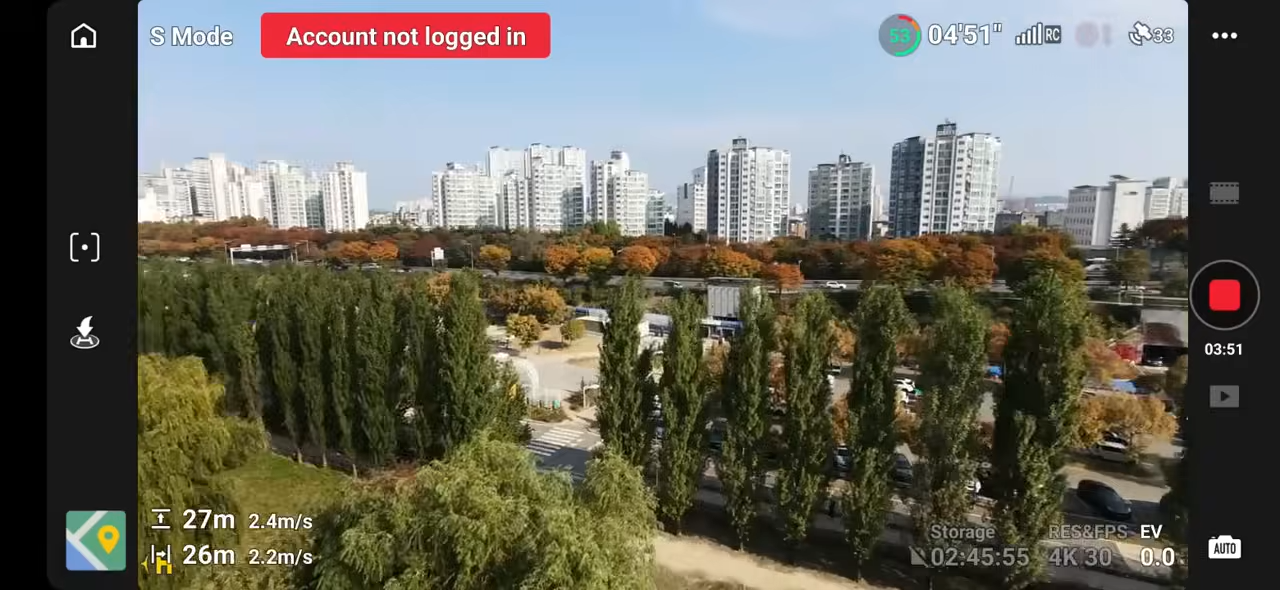 S Mode
Account not logged in
53
04'51"
RC
33
03:51
27m 2.4m/s
26m 2.2m/s
H
Storage
RES&FPS
EV
02:45:55
4K 30
0.0
AUTO